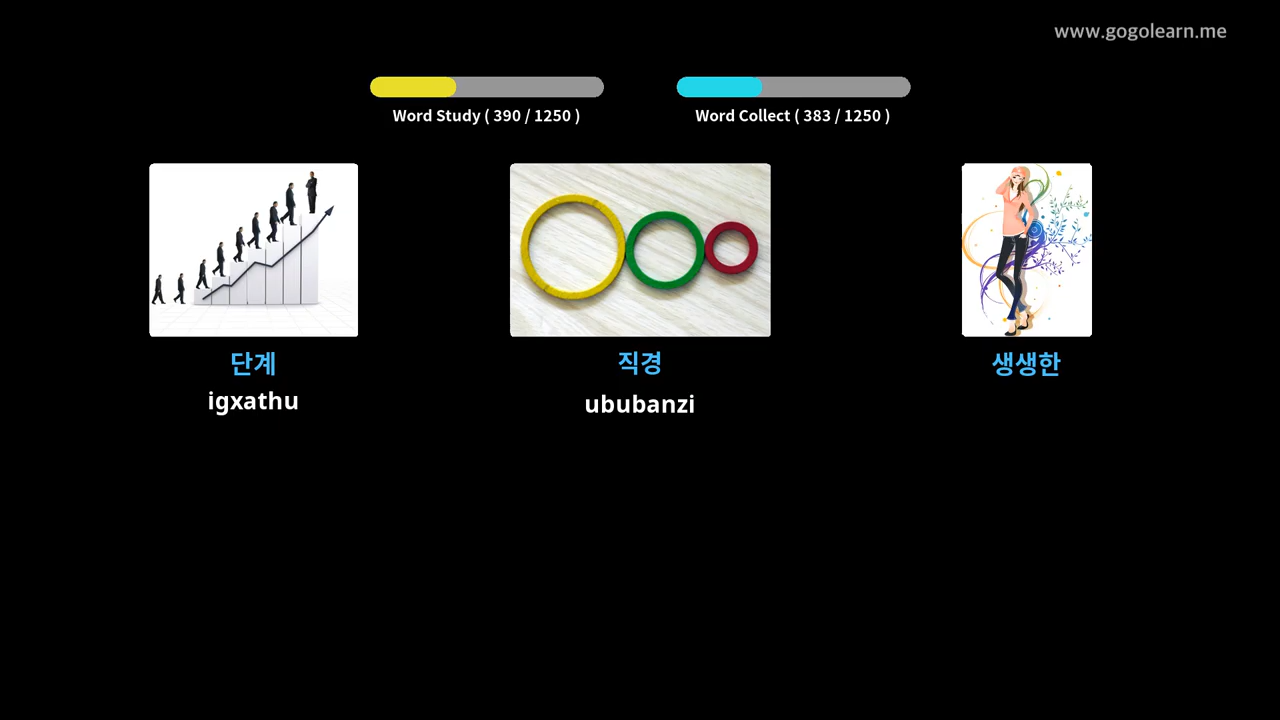 www.gogolearn.me
Word Study ( 390 / 1250 )
Word Collect ( 383 / 1250 )
단계
직경
생생한
igxathu
ububanzi